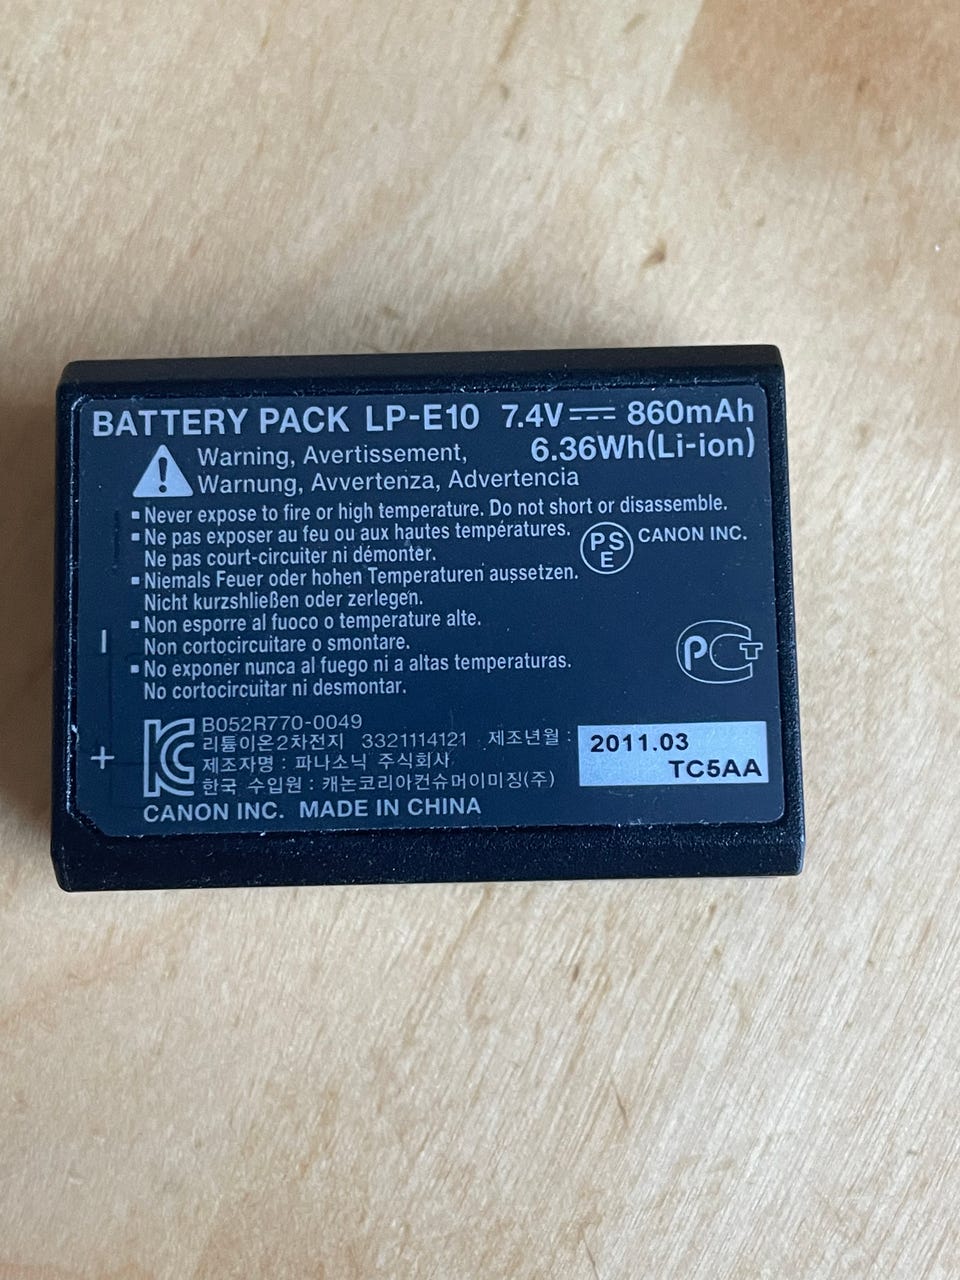 BATTERY PACK LP-E10 7.4V⎓ 860mAh
6.36Wh(Li-ion)
Warning, Avertissement,
Warnung, Avvertenza, Advertencia
▪ Never expose to fire or high temperature. Do not short or disassemble.
▪ Ne pas exposer au feu ou aux hautes températures.
Ne pas court-circuiter ni démonter.
PS
E
CANON INC.
▪ Niemals Feuer oder hohen Temperaturen aussetzen.
Nicht kurzshließen oder zerlegen.
▪ Non esporre al fuoco o temperature alte.
Non cortocircuitare o smontare.
▪ No exponer nunca al fuego ni a altas temperaturas.
No cortocircuitar ni desmontar.
PCT
–
+
B052R770-0049
리튬이온2차전지 3321114121 제조년월 :
제조자명 : 파나소닉 주식회사
한국 수입원 : 캐논코리아컨슈머이미징(주)
2011.03
TC5AA
CANON INC. MADE IN CHINA